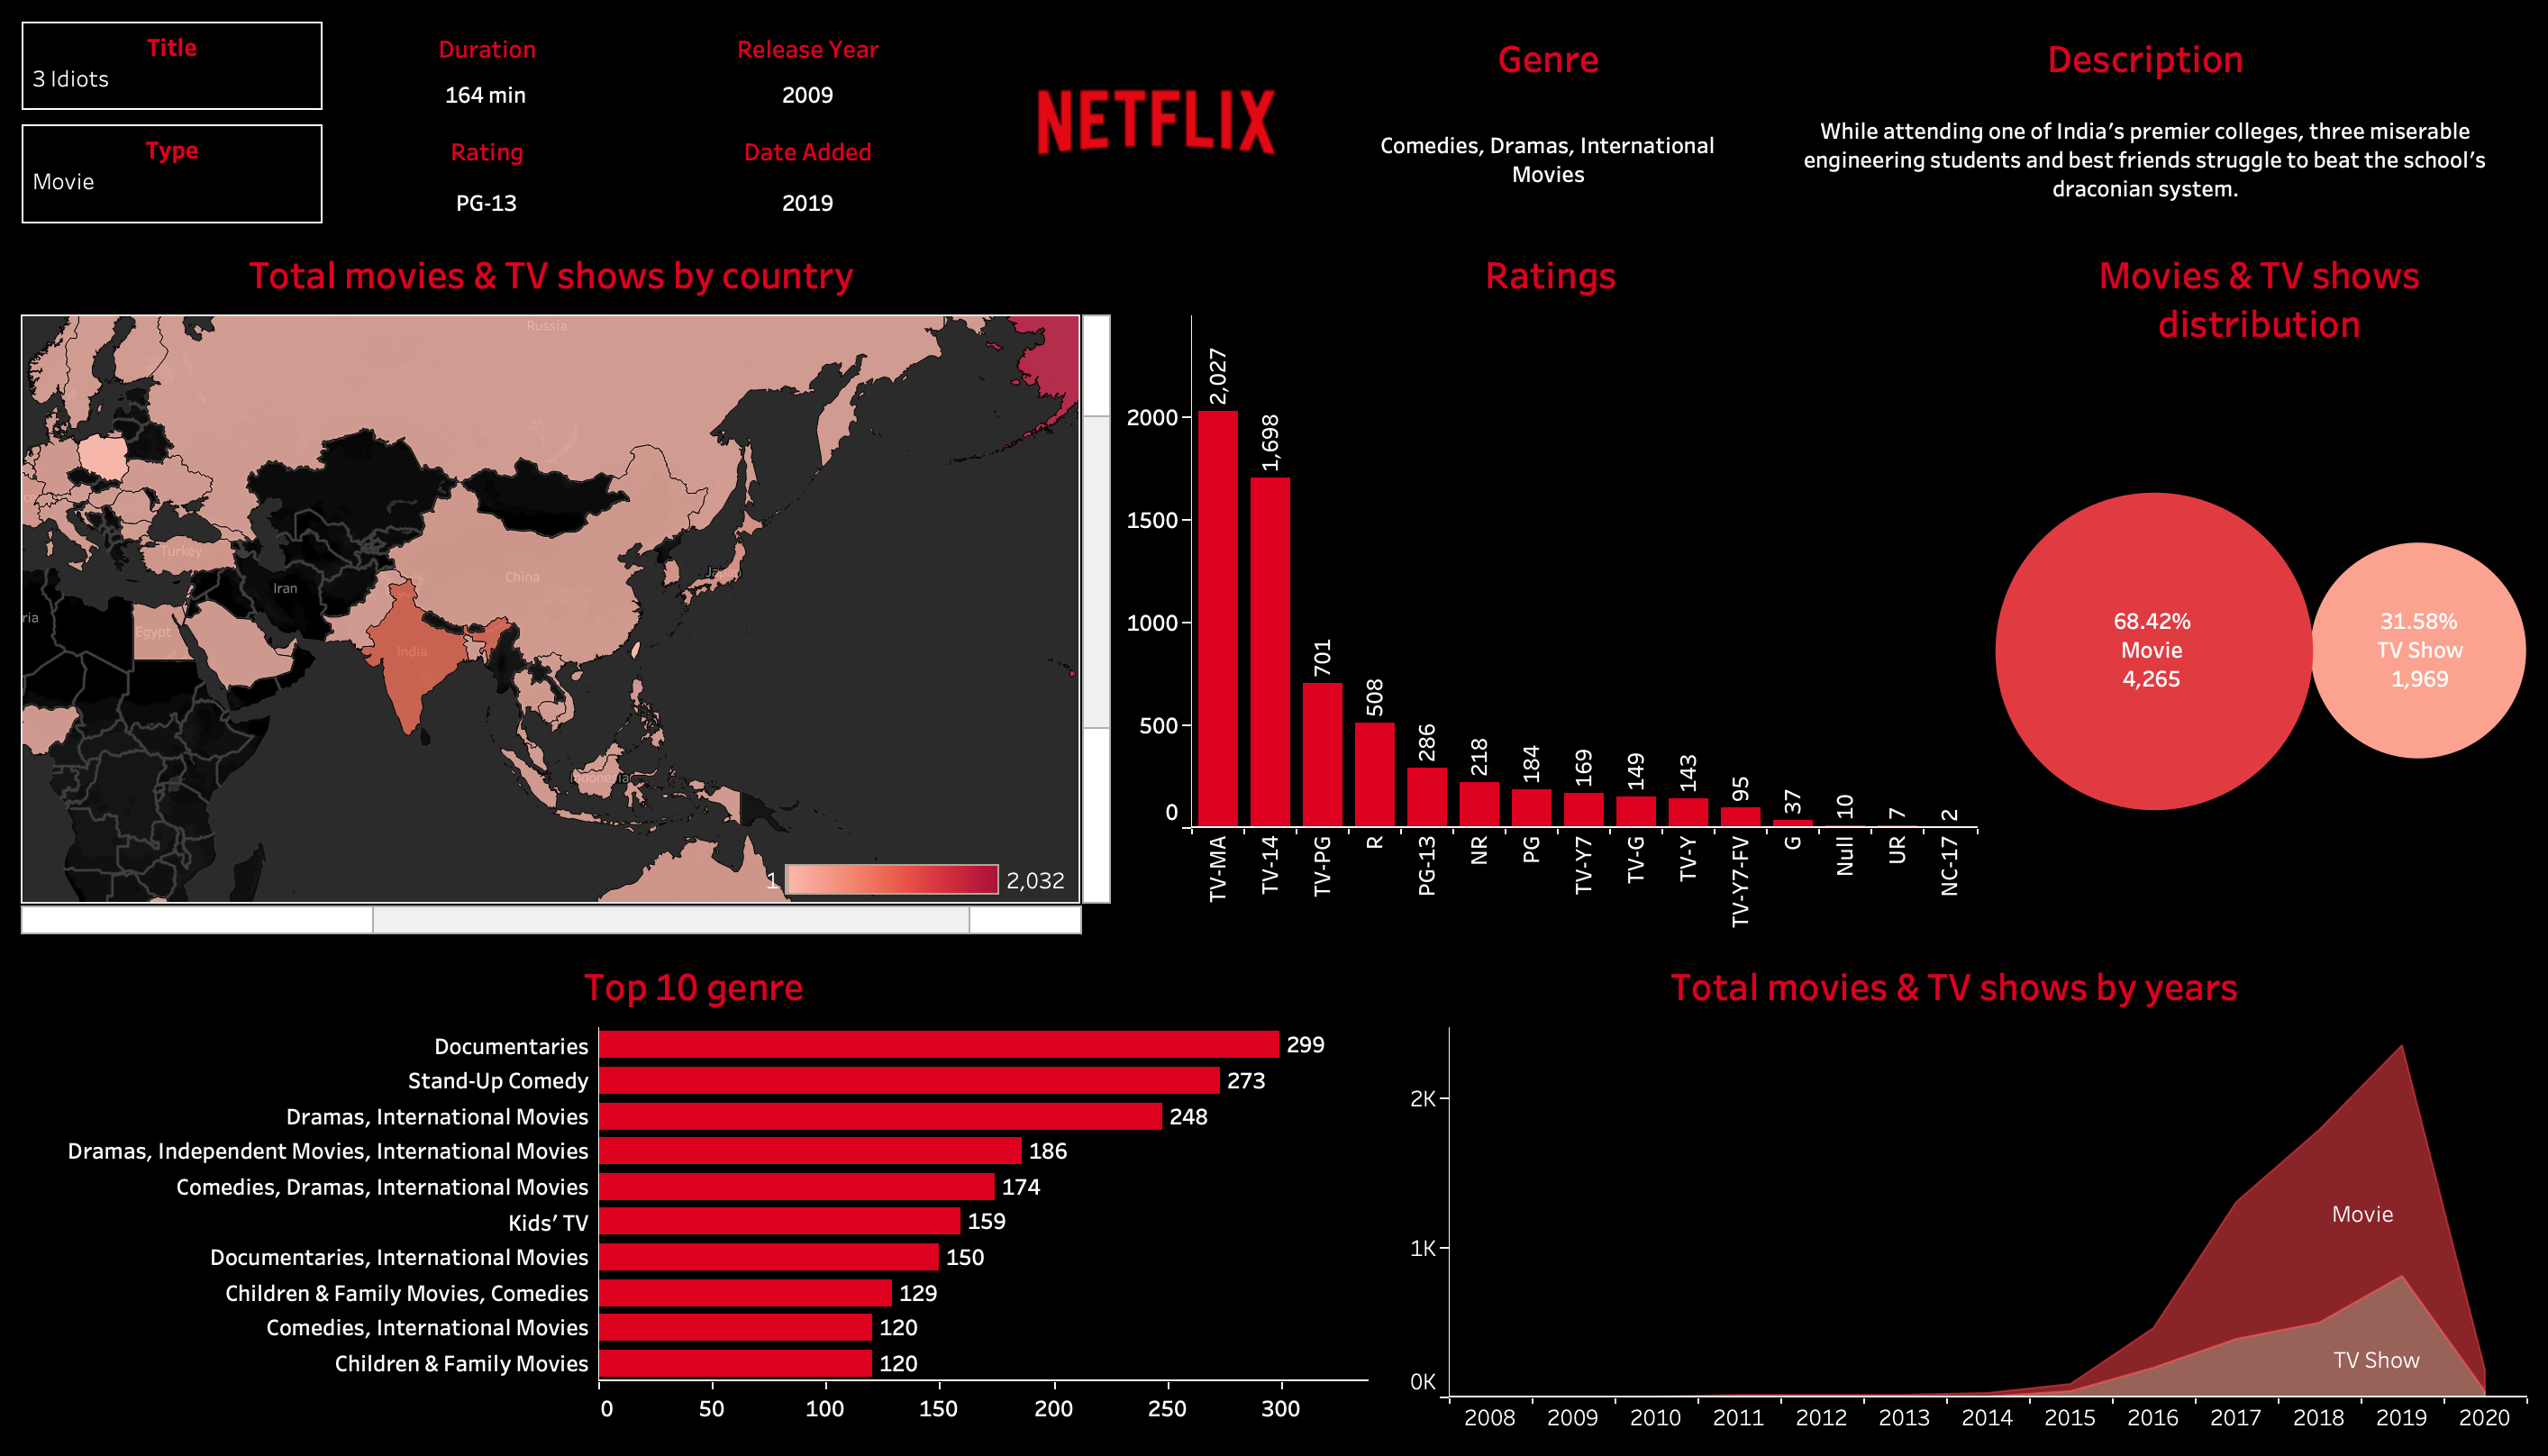 Title
3 Idiots
Type
Movie
Duration
164 min
Release Year
2009
Rating
PG-13
Date Added
2019
NETFLIX
Genre
Comedies, Dramas, International
Movies
Description
While attending one of India’s premier colleges, three miserable
engineering students and best friends struggle to beat the school’s
draconian system.
Total movies & TV shows by country
Russia
Turkey
Iran
China
Japan
Egypt
India
Indonesia
ria
1
2,032
Ratings
2000
1500
1000
500
0
2,027
1,698
701
508
286
218
184
169
149
143
95
37
10
7
2
TV-MA
TV-14
TV-PG
R
PG-13
NR
PG
TV-Y7
TV-G
TV-Y
TV-Y7-FV
G
Null
UR
NC-17
Movies & TV shows
distribution
68.42%
Movie
4,265
31.58%
TV Show
1,969
Top 10 genre
Documentaries 299
Stand-Up Comedy 273
Dramas, International Movies 248
Dramas, Independent Movies, International Movies 186
Comedies, Dramas, International Movies 174
Kids’ TV 159
Documentaries, International Movies 150
Children & Family Movies, Comedies 129
Comedies, International Movies 120
Children & Family Movies 120
0 50 100 150 200 250 300
Total movies & TV shows by years
2K
1K
0K
Movie
TV Show
2008 2009 2010 2011 2012 2013 2014 2015 2016 2017 2018 2019 2020